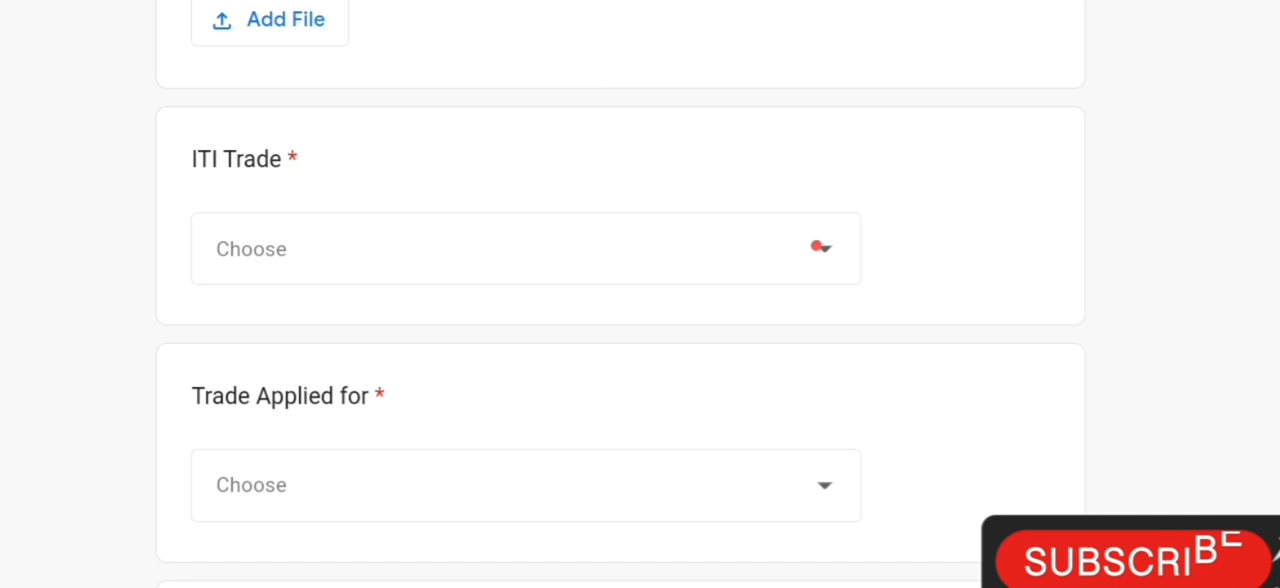 Add File
ITI Trade *
Choose
Trade Applied for *
Choose
SUBSCRIBE